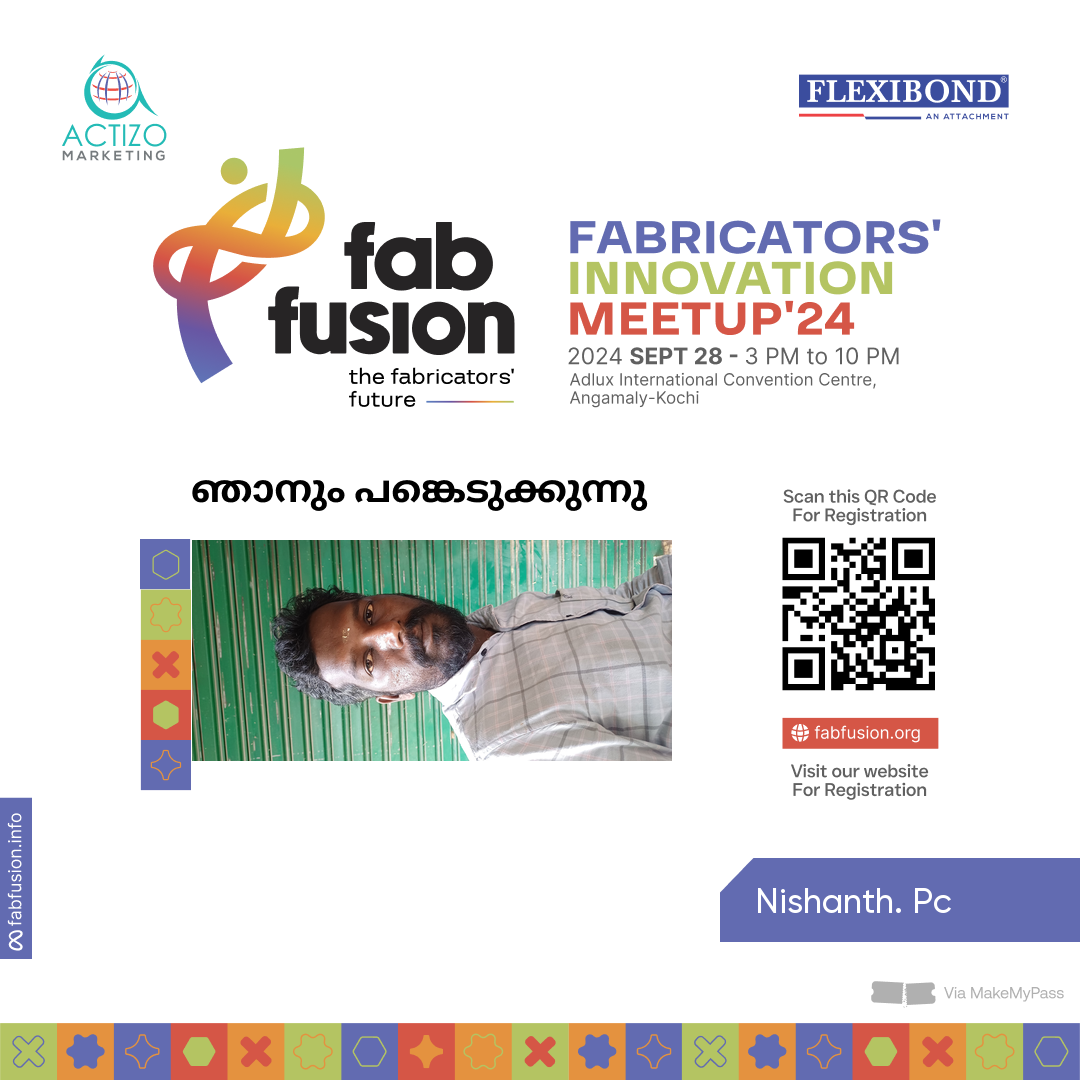 ACTIZO
MARKETING
FLEXIBOND®
AN ATTACHMENT
fab
fusion
the fabricators'
future
FABRICATORS'
INNOVATION
MEETUP'24
2024 SEPT 28 - 3 PM to 10 PM
Adlux International Convention Centre,
Angamaly-Kochi
ഞാനും പങ്കെടുക്കുന്നു
Scan this QR Code
For Registration
fabfusion.org
Visit our website
For Registration
fabfusion.info
Nishanth. Pc
Via MakeMyPass